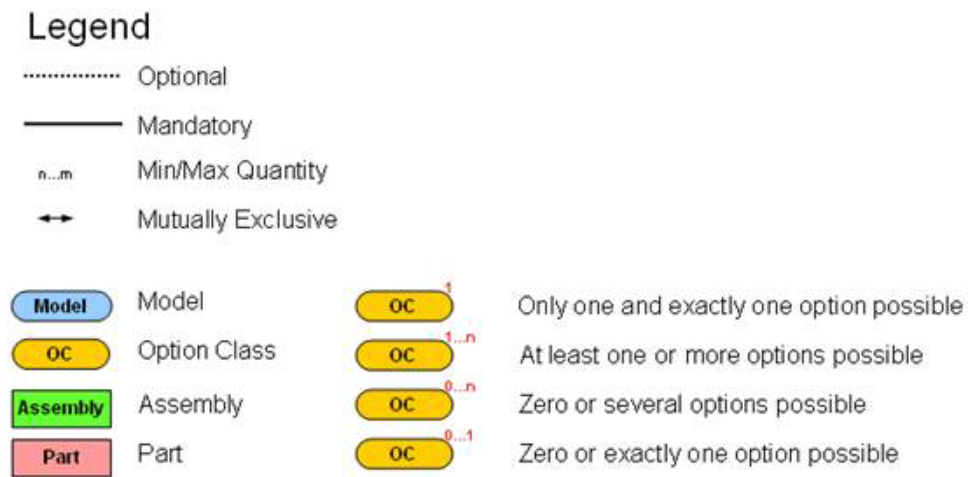 Legend
Optional
Mandatory
n...m Min/Max Quantity
Mutually Exclusive
Model Model OC 1 Only one and exactly one option possible
OC Option Class OC 1...n At least one or more options possible
Assembly Assembly OC 0...n Zero or several options possible
Part Part OC 0...1 Zero or exactly one option possible